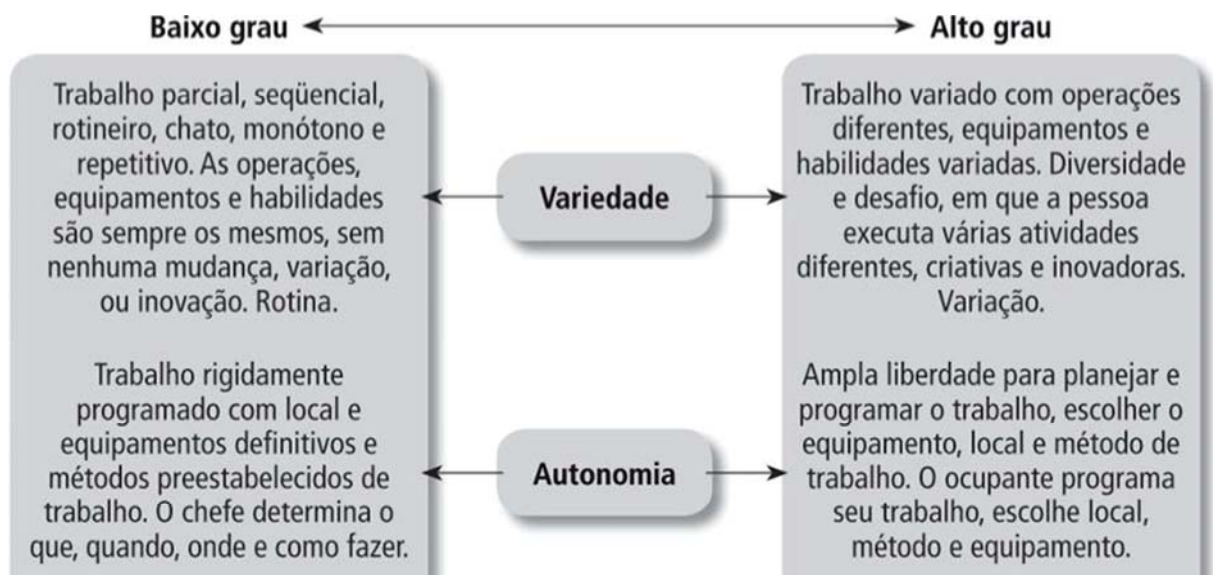 Baixo grau
Alto grau
Trabalho parcial, seqüencial,
rotineiro, chato, monótono e
repetitivo. As operações,
equipamentos e habilidades
são sempre os mesmos, sem
nenhuma mudança, variação,
ou inovação. Rotina.
Variedade
Trabalho variado com operações
diferentes, equipamentos e
habilidades variadas. Diversidade
e desafio, em que a pessoa
executa várias atividades
diferentes, criativas e inovadoras.
Variação.
Trabalho rigidamente
programado com local e
equipamentos definitivos e
métodos preestabelecidos de
trabalho. O chefe determina o
que, quando, onde e como fazer.
Autonomia
Ampla liberdade para planejar e
programar o trabalho, escolher o
equipamento, local e método de
trabalho. O ocupante programa
seu trabalho, escolhe local,
método e equipamento.